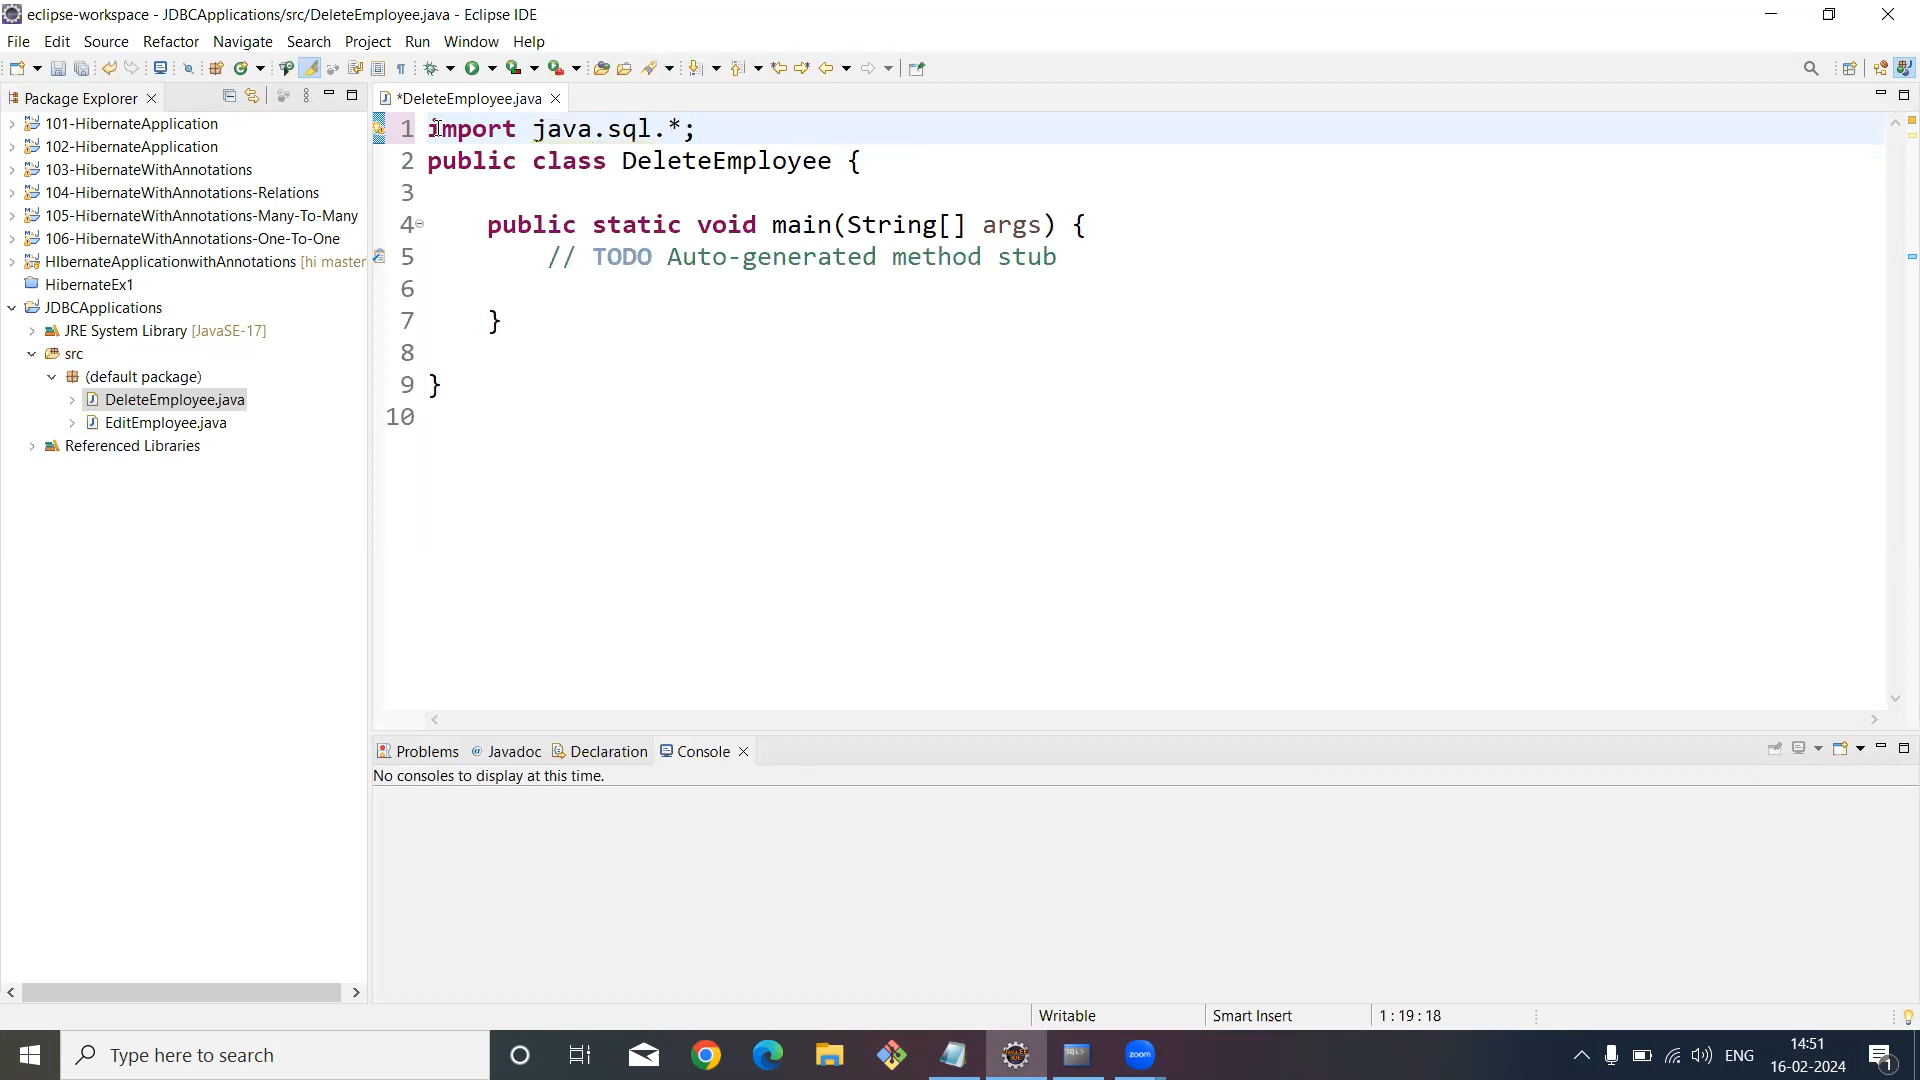 eclipse-workspace - JDBCApplications/src/DeleteEmployee.java - Eclipse IDE
File Edit Source Refactor Navigate Search Project Run Window Help
Package Explorer
101-HibernateApplication
102-HibernateApplication
103-HibernateWithAnnotations
104-HibernateWithAnnotations-Relations
105-HibernateWithAnnotations-Many-To-Many
106-HibernateWithAnnotations-One-To-One
HIbernateApplicationwithAnnotations [hi master
HibernateEx1
JDBCApplications
JRE System Library [JavaSE-17]
src
(default package)
DeleteEmployee.java
EditEmployee.java
Referenced Libraries
*DeleteEmployee.java
1 import java.sql.*;
2 public class DeleteEmployee {
3
4 public static void main(String[] args) {
5 // TODO Auto-generated method stub
6
7 }
8
9 }
10
Problems @ Javadoc Declaration Console
No consoles to display at this time.
Writable Smart Insert 1 : 19 : 18
Type here to search
SQL>
zoom
ENG
14:51
16-02-2024
1